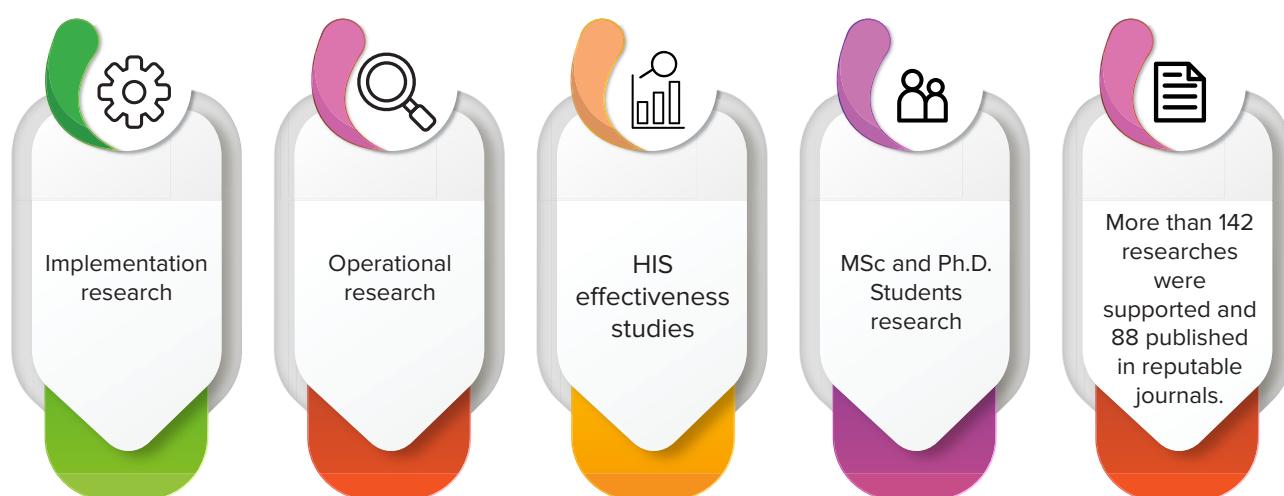 Implementation
research
Operational
research
HIS
effectiveness
studies
MSc and Ph.D.
Students
research
More than 142
researches
were
supported and
88 published
in reputable
journals.